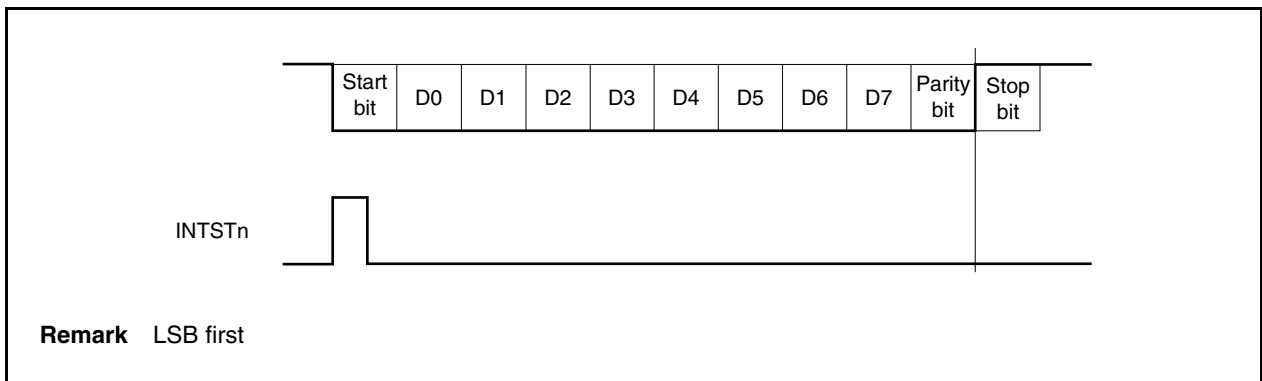 Start bit D0 D1 D2 D3 D4 D5 D6 D7 Parity bit Stop bit
INTSTn
Remark LSB first